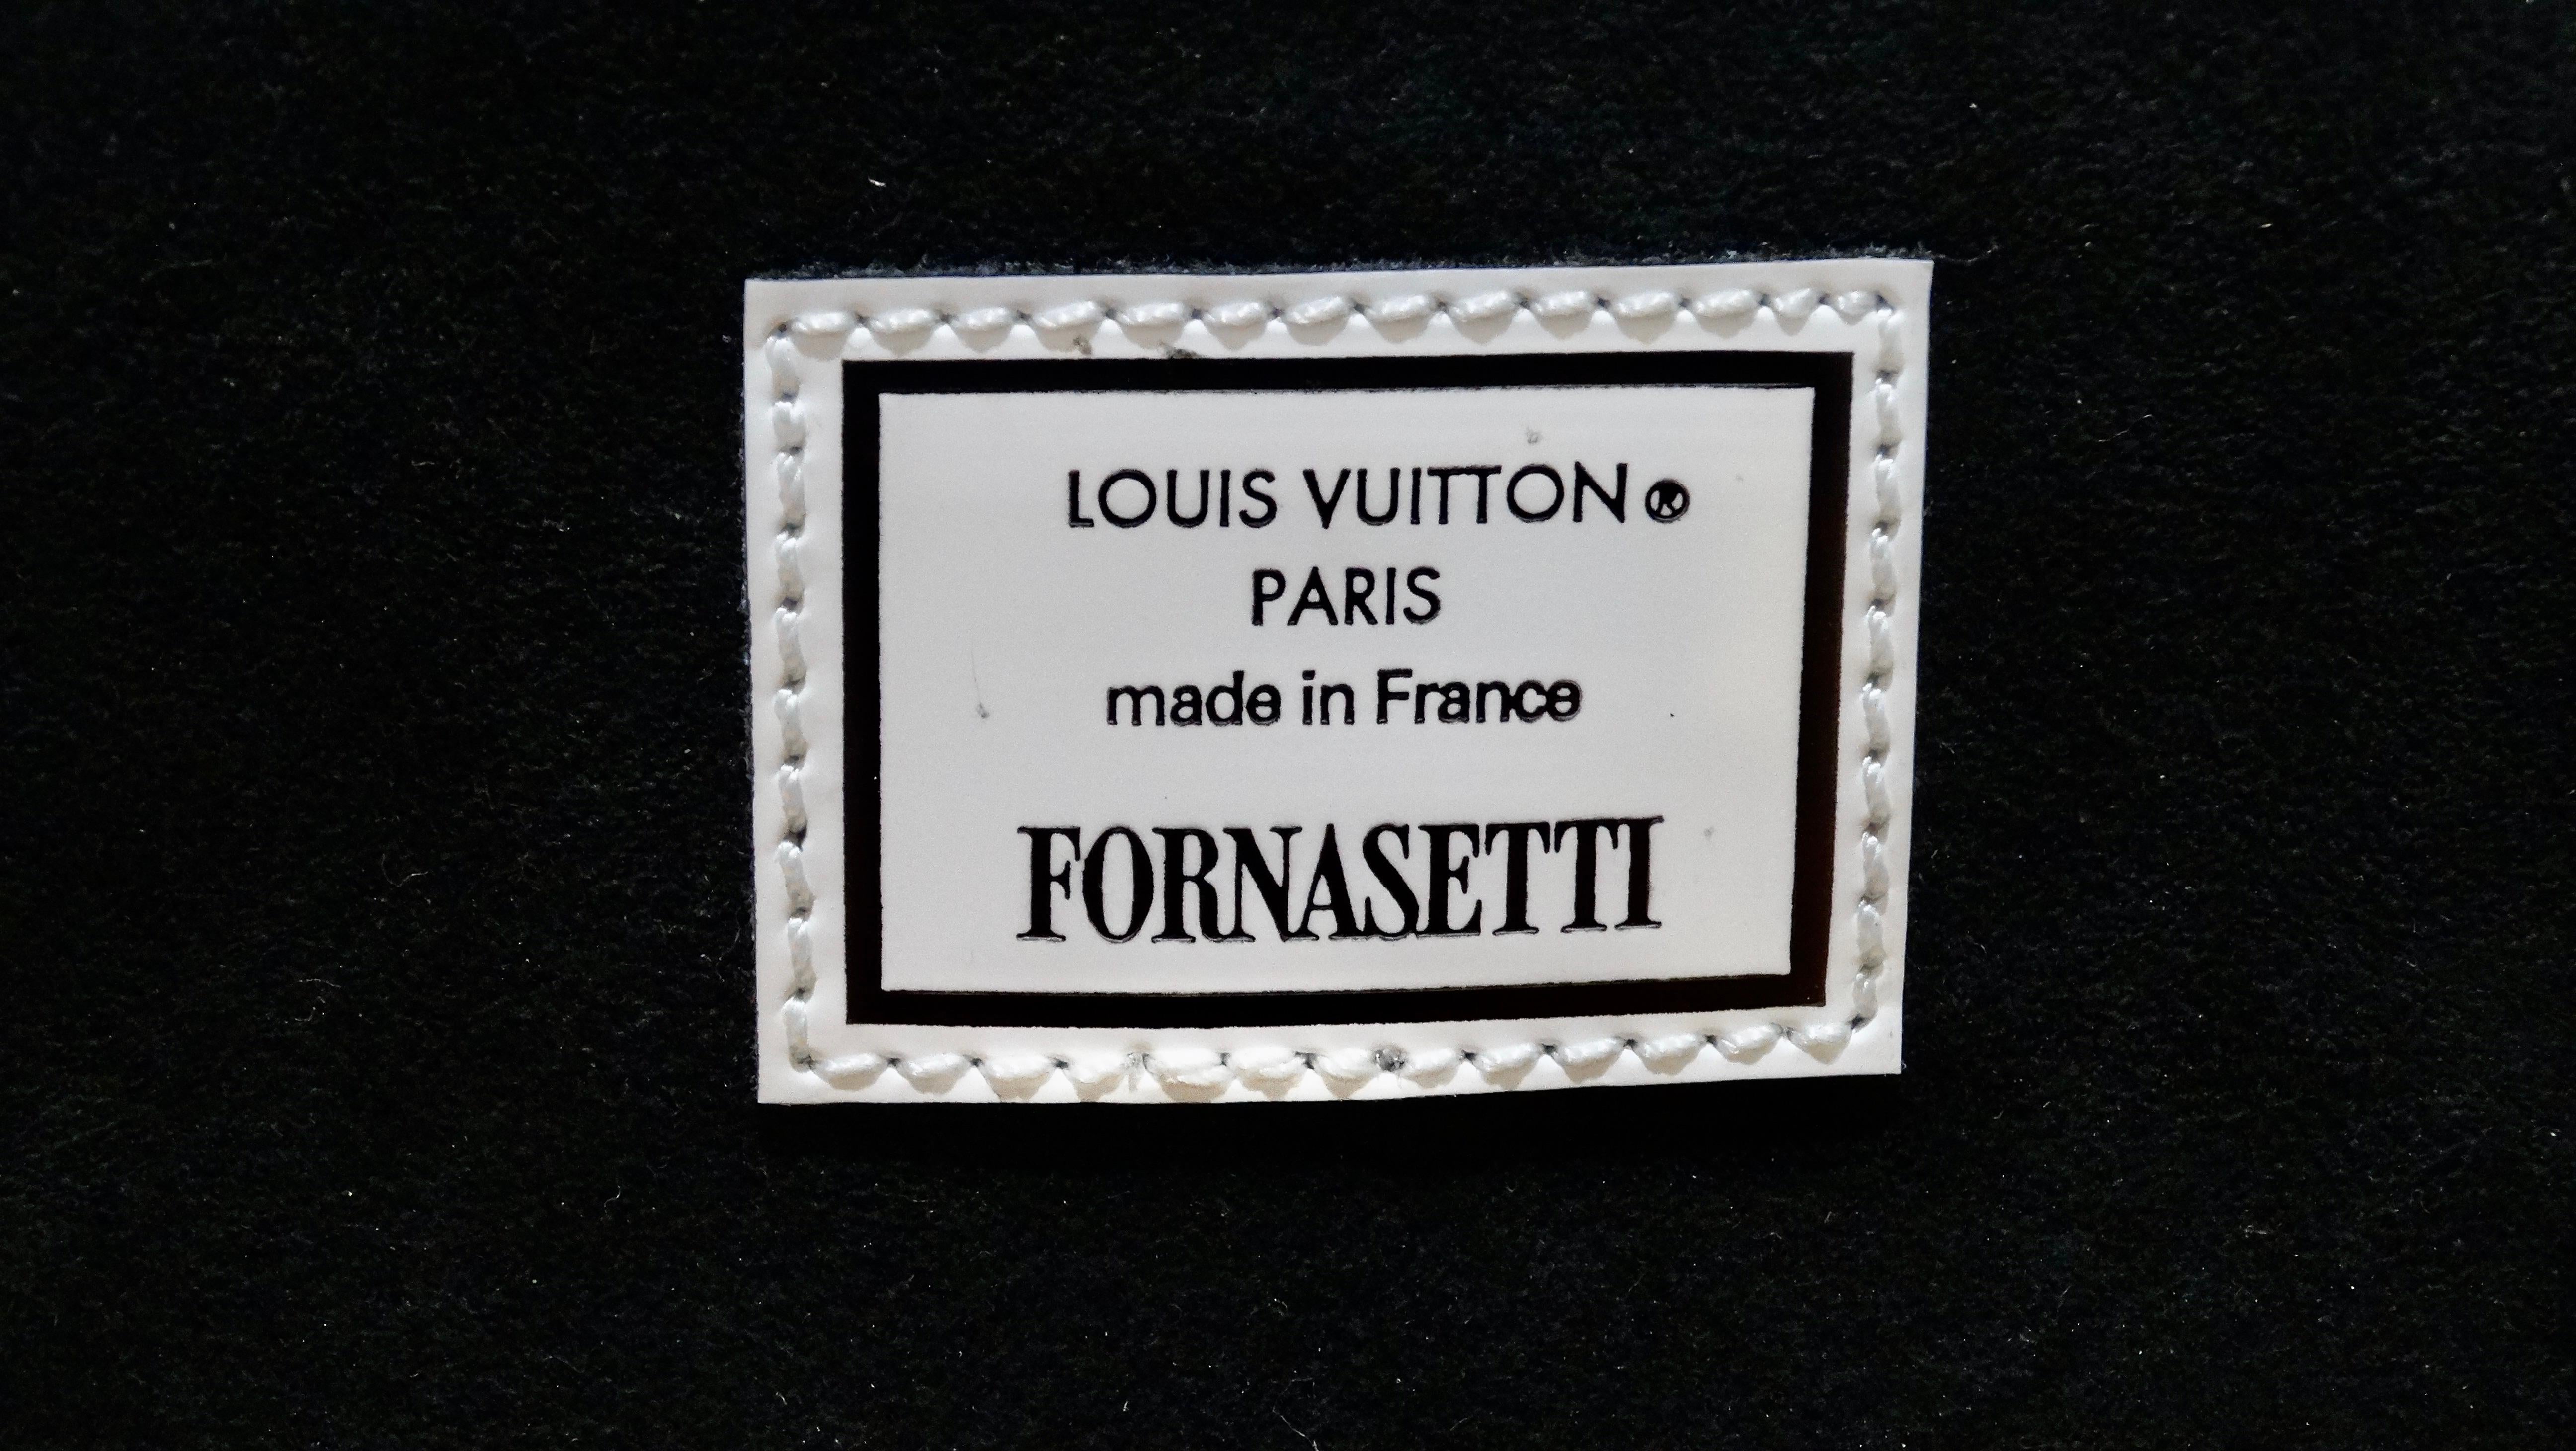 LOUIS VUITTON®
PARIS
made in France
FORNASETTI